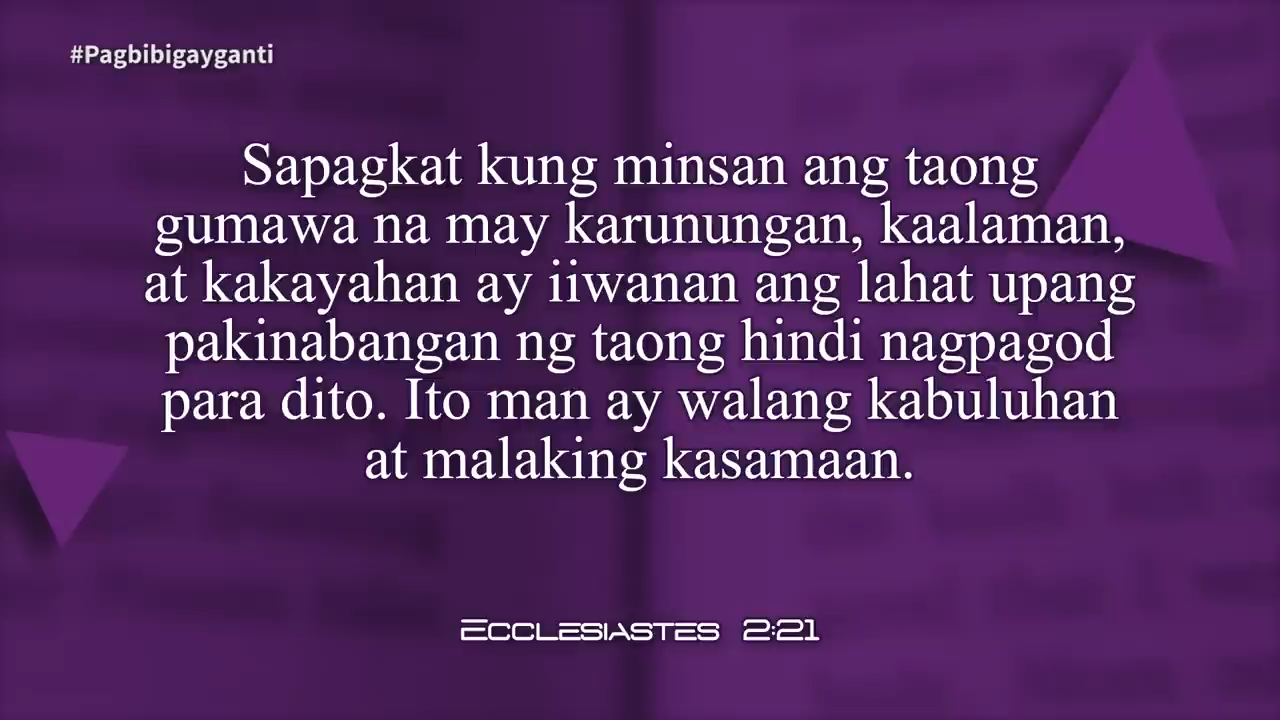 #Pagbibigayganti
Sapagkat kung minsan ang taong
gumawa na may karunungan, kaalaman,
at kakayahan ay iiwanan ang lahat upang
pakinabangan ng taong hindi nagpagod
para dito. Ito man ay walang kabuluhan
at malaking kasamaan.
Ecclesiastes 2:21